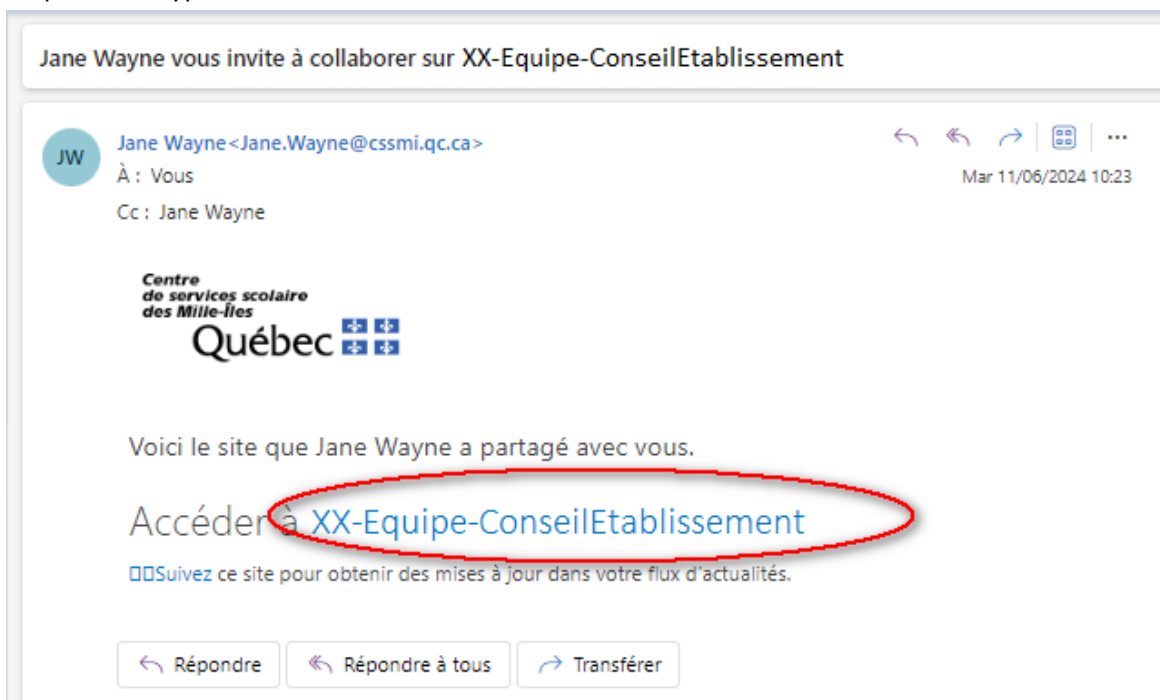 Jane Wayne vous invite à collaborer sur XX-Equipe-ConseilEtablissement
JW
Jane Wayne<Jane.Wayne@cssmi.qc.ca>
À : Vous
Mar 11/06/2024 10:23
Cc : Jane Wayne
Centre
de services scolaire
des Mille-Îles
Québec
Voici le site que Jane Wayne a partagé avec vous.
Accéder à XX-Equipe-ConseilEtablissement
Suivez ce site pour obtenir des mises à jour dans votre flux d'actualités.
Répondre
Répondre à tous
Transférer